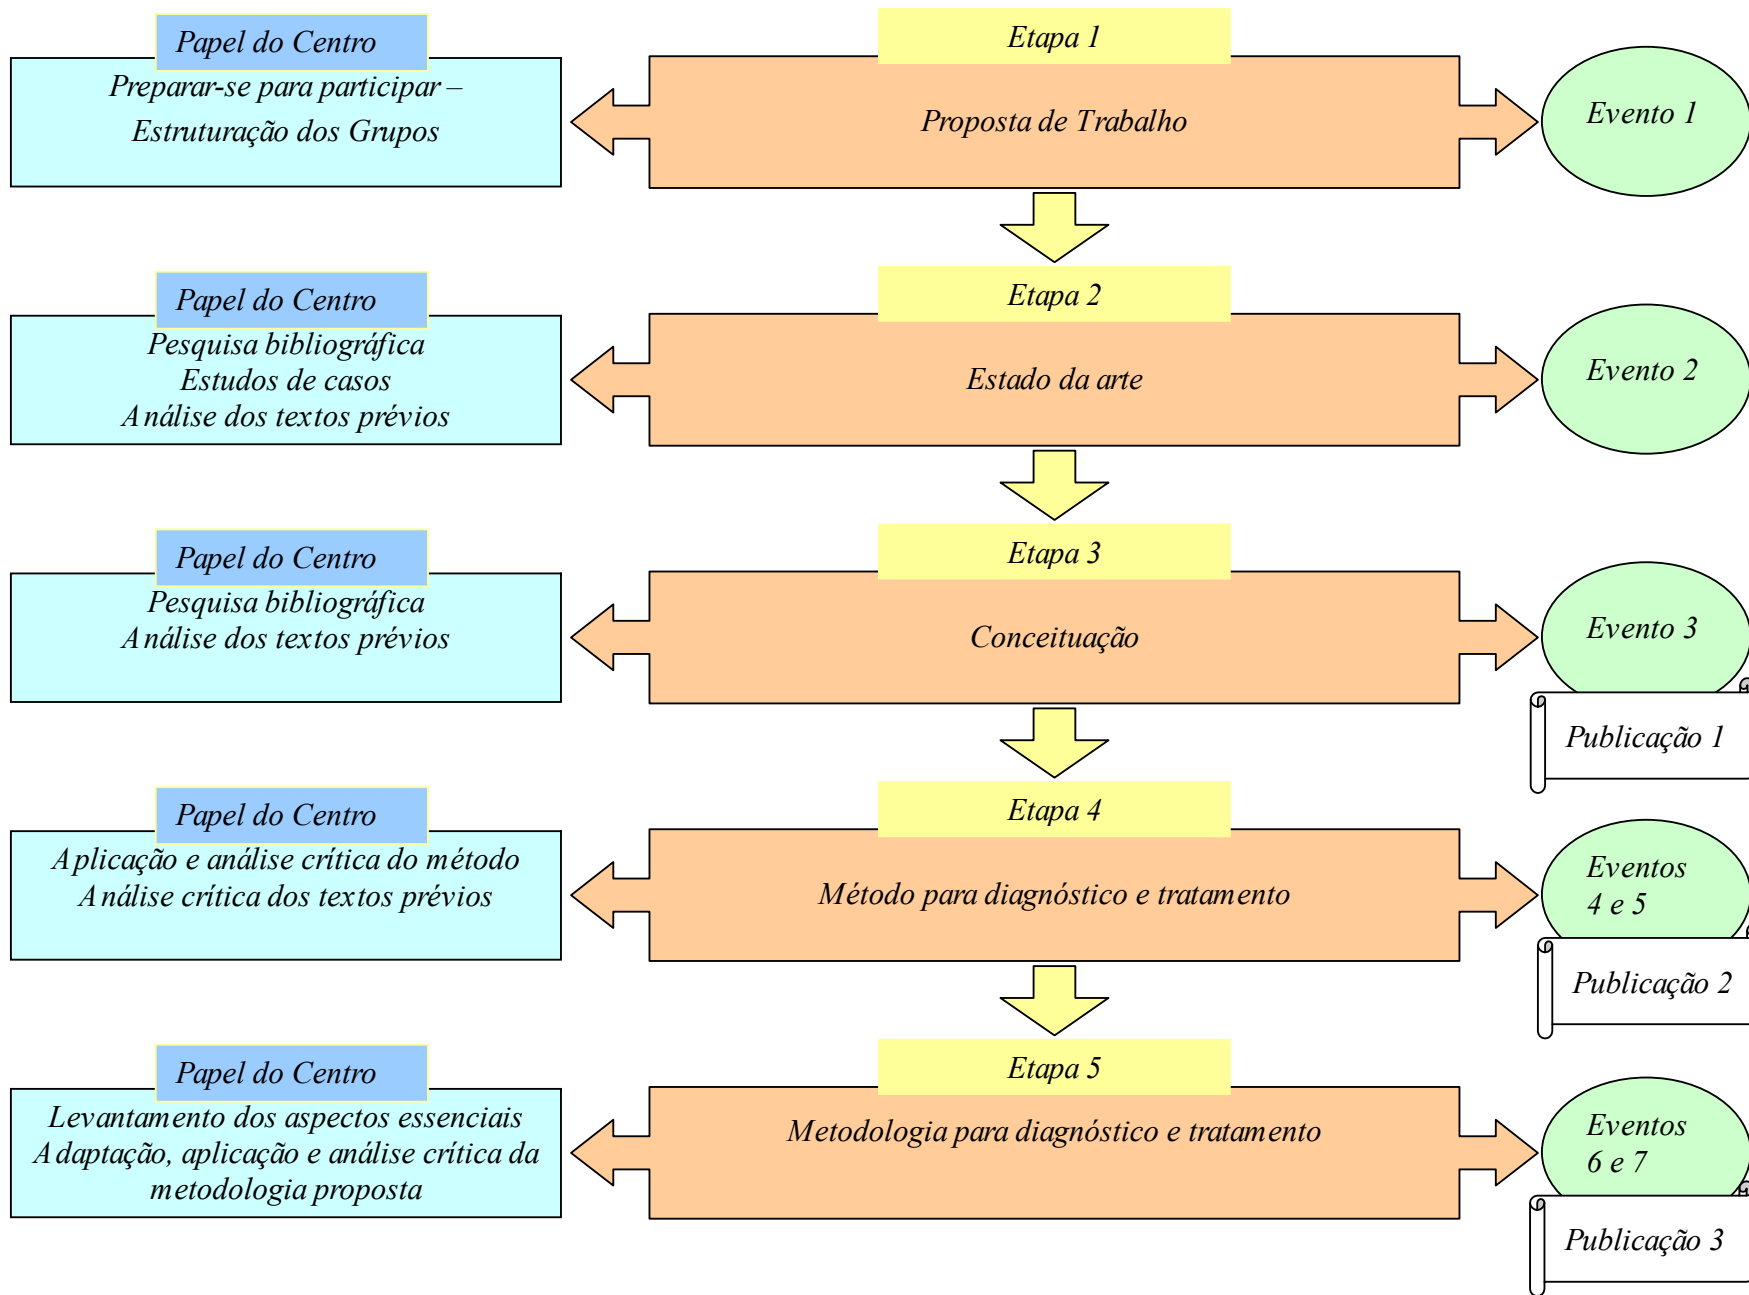 Papel do Centro
Preparar-se para participar –
Estruturação dos Grupos
Etapa 1
Proposta de Trabalho
Evento 1
Papel do Centro
Pesquisa bibliográfica
Estudos de casos
Análise dos textos prévios
Etapa 2
Estado da arte
Evento 2
Papel do Centro
Pesquisa bibliográfica
Análise dos textos prévios
Etapa 3
Conceituação
Evento 3
Publicação 1
Papel do Centro
Aplicação e análise crítica do método
Análise crítica dos textos prévios
Etapa 4
Método para diagnóstico e tratamento
Eventos
4 e 5
Publicação 2
Papel do Centro
Levantamento dos aspectos essenciais
Adaptação, aplicação e análise crítica da
metodologia proposta
Etapa 5
Metodologia para diagnóstico e tratamento
Eventos
6 e 7
Publicação 3